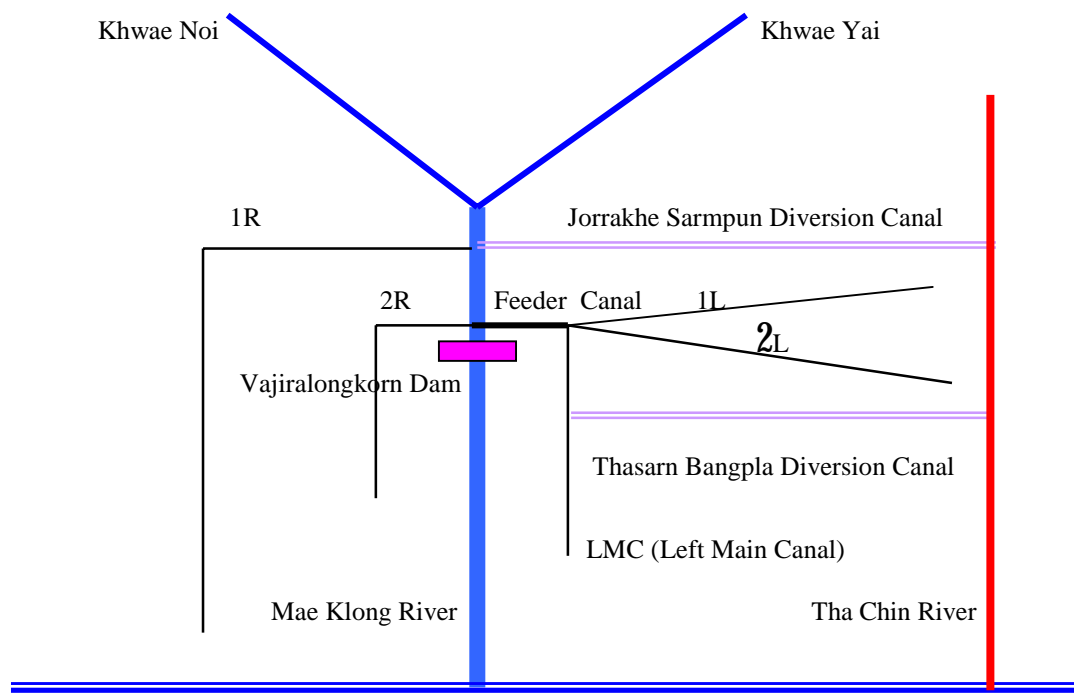 Khwae Noi
Khwae Yai
1R
Jorrakhe Sarmpun Diversion Canal
2R
Feeder Canal
1L
2L
Vajiralongkorn Dam
Thasarn Bangpla Diversion Canal
LMC (Left Main Canal)
Mae Klong River
Tha Chin River